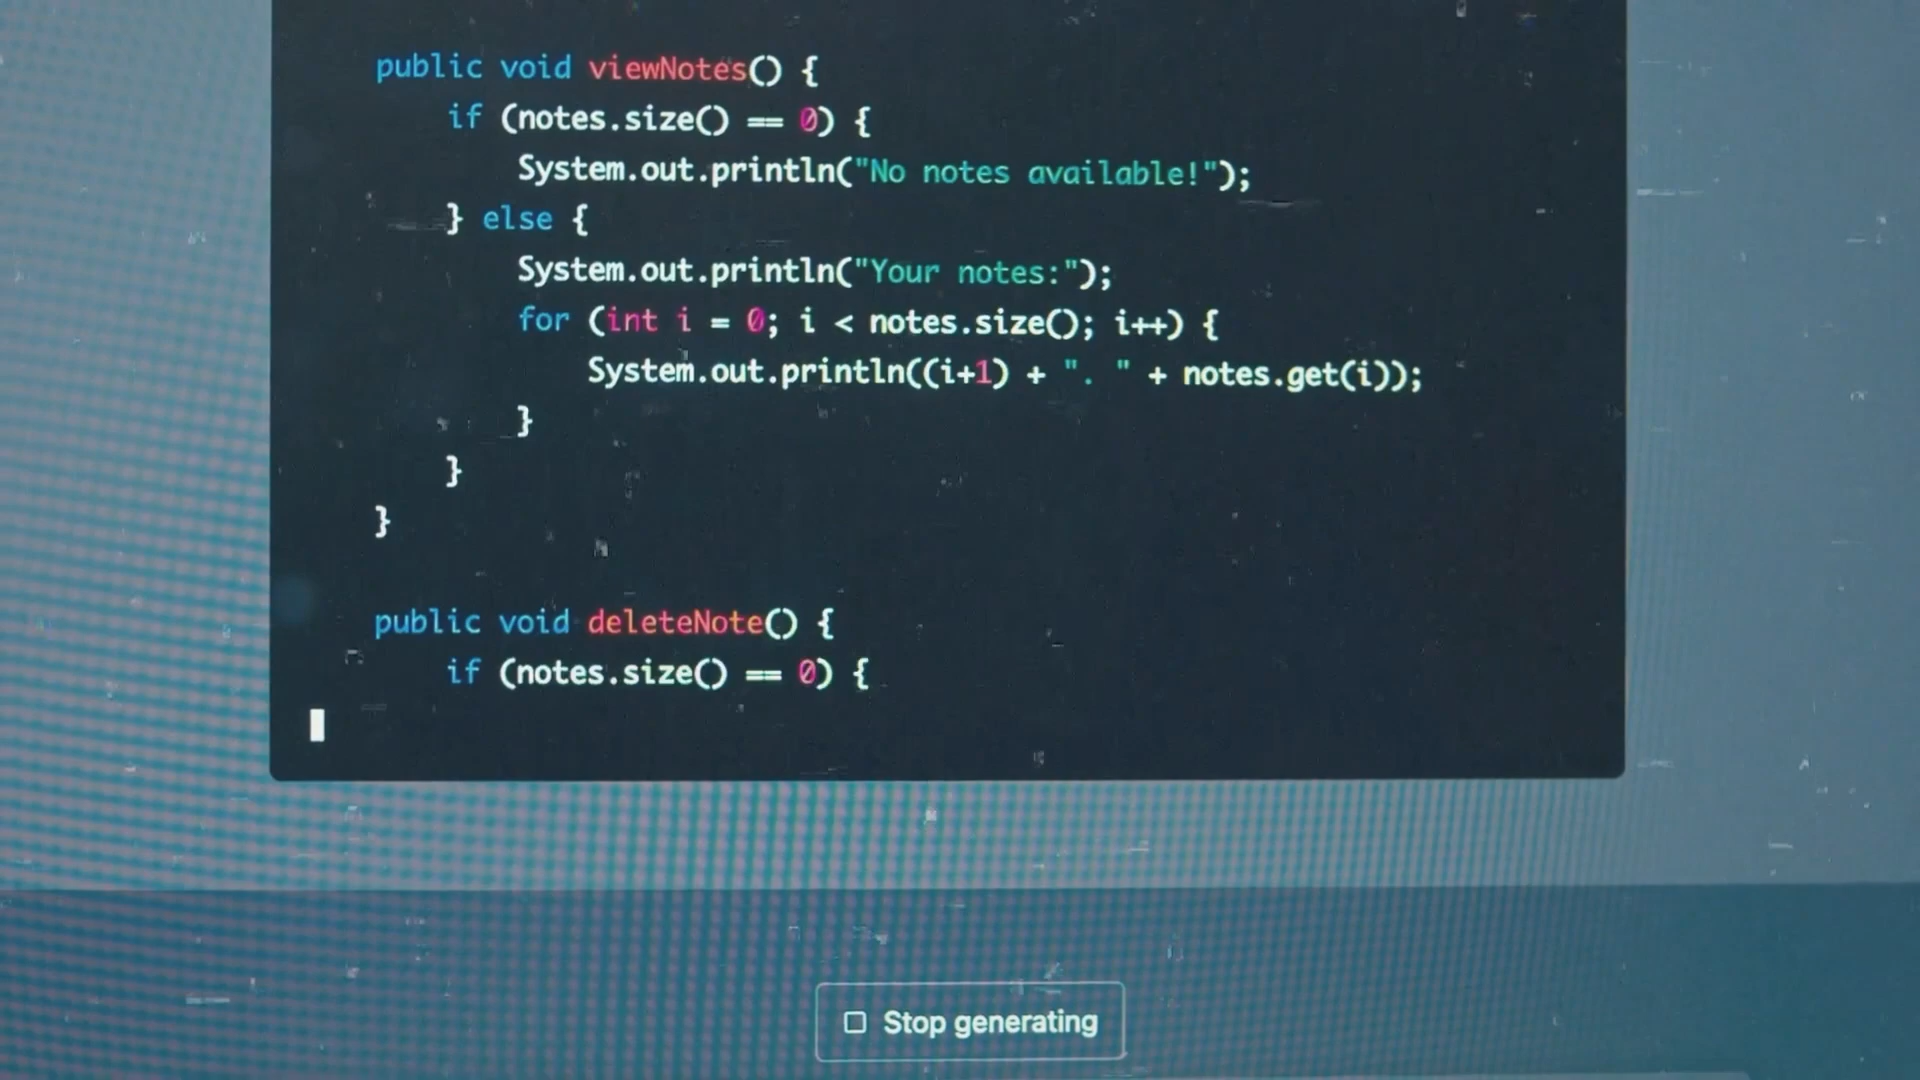 public void viewNotes() {
if (notes.size() == 0) {
System.out.println("No notes available!");
} else {
System.out.println("Your notes:");
for (int i = 0; i < notes.size(); i++) {
System.out.println((i+1) + ". " + notes.get(i));
}
}
}
public void deleteNote() {
if (notes.size() == 0) {
Stop generating